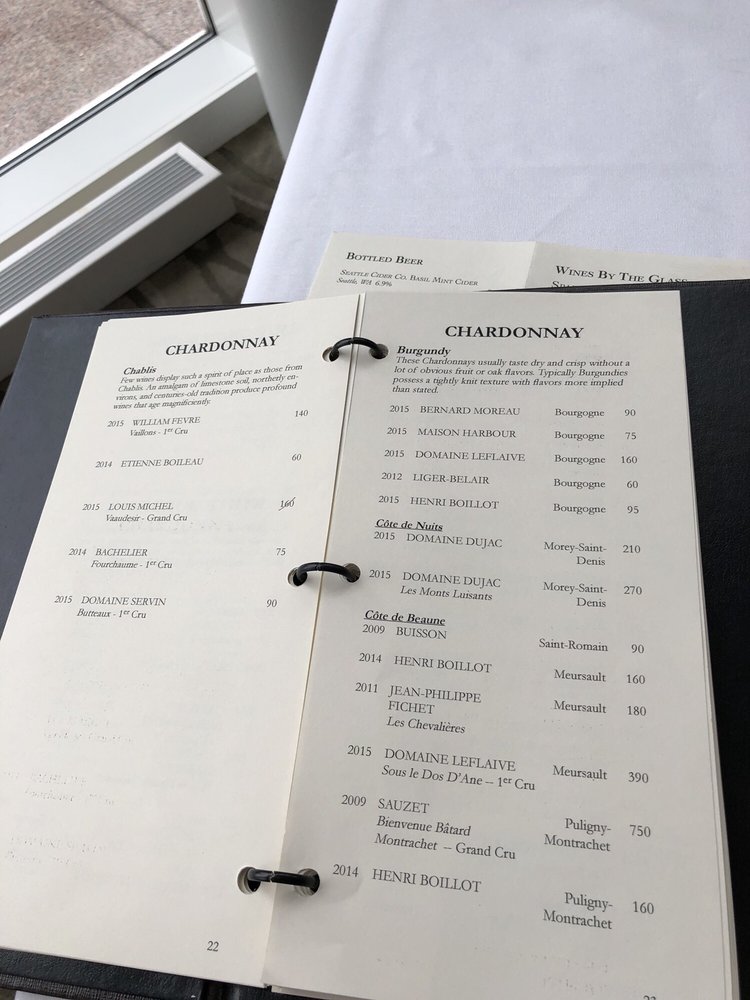 BOTTLED BEER
SEATTLE CIDER CO. BASIL MINT CIDER
Seattle, WA 6.9%
WINES BY THE GLASS
CHARDONNAY
Chablis
Few wines display such a spirit of place as those from
Chablis. An amalgam of limestone soil, northerly en-
virons, and centuries-old tradition produce profound
wines that age magnificently.
2015 WILLIAM FEVRE 140
Vaillons - 1er Cru
2014 ETIENNE BOILEAU 60
2015 LOUIS MICHEL 160
Vaaudesir - Grand Cru
2014 BACHELIER 75
Fourchaume - 1er Cru
2015 DOMAINE SERVIN 90
Butteaux - 1er Cru
22
CHARDONNAY
Burgundy
These Chardonnays usually taste dry and crisp without a
lot of obvious fruit or oak flavors. Typically Burgundies
possess a tightly knit texture with flavors more implied
than stated.
2015 BERNARD MOREAU Bourgogne 90
2015 MAISON HARBOUR Bourgogne 75
2015 DOMAINE LEFLAIVE Bourgogne 160
2012 LIGER-BELAIR Bourgogne 60
2015 HENRI BOILLOT Bourgogne 95
Côte de Nuits
2015 DOMAINE DUJAC Morey-Saint- 210
Denis
2015 DOMAINE DUJAC Morey-Saint- 270
Les Monts Luisants Denis
Côte de Beaune
2009 BUISSON Saint-Romain 90
2014 HENRI BOILLOT Meursault 160
2011 JEAN-PHILIPPE Meursault 180
FICHET
Les Chevalières
2015 DOMAINE LEFLAIVE Meursault 390
Sous le Dos D'Ane -- 1er Cru
2009 SAUZET Puligny- 750
Bienvenue Bâtard Montrachet
Montrachet -- Grand Cru
2014 HENRI BOILLOT Puligny- 160
Montrachet